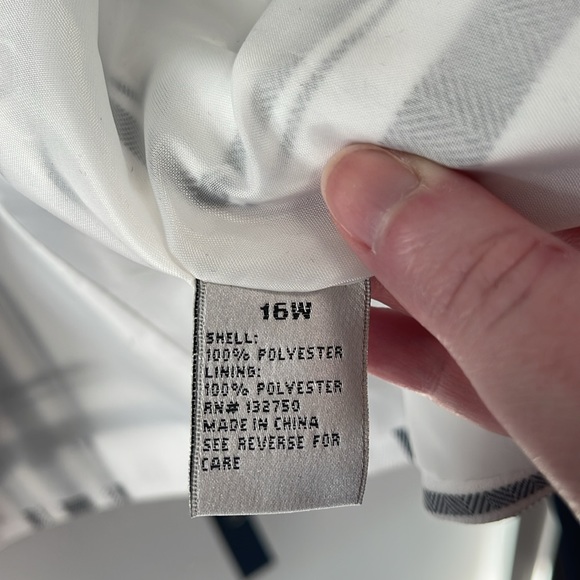 16W
SHELL:
100% POLYESTER
LINING:
100% POLYESTER
RN# 132750
MADE IN CHINA
SEE REVERSE FOR
CARE